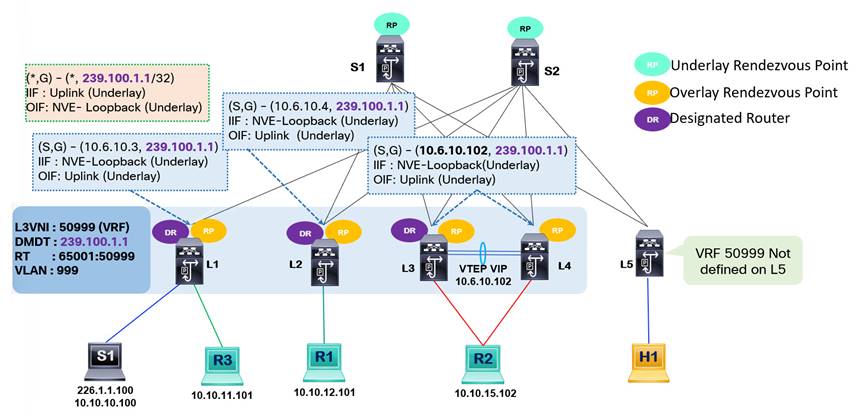 RP
RP
S1
S2
RP Underlay Rendezvous Point
RP Overlay Rendezvous Point
DR Designated Router
(*,G) – (*, 239.100.1.1/32)
IIF : Uplink (Underlay)
OIF: NVE- Loopback (Underlay)
(S,G) – (10.6.10.4, 239.100.1.1)
IIF : NVE-Loopback (Underlay)
OIF: Uplink (Underlay)
(S,G) – (10.6.10.3, 239.100.1.1)
IIF : NVE-Loopback (Underlay)
OIF: Uplink (Underlay)
(S,G) – (10.6.10.102, 239.100.1.1)
IIF : NVE-Loopback(Underlay)
OIF: Uplink (Underlay)
L3VNI : 50999 (VRF)
DMDT : 239.100.1.1
RT : 65001:50999
VLAN : 999
DR RP
L1
DR RP
L2
DR RP
L3
RP
L4
VTEP VIP
10.6.10.102
L5
VRF 50999 Not
defined on L5
S1
226.1.1.100
10.10.10.100
R3
10.10.11.101
R1
10.10.12.101
R2
10.10.15.102
H1